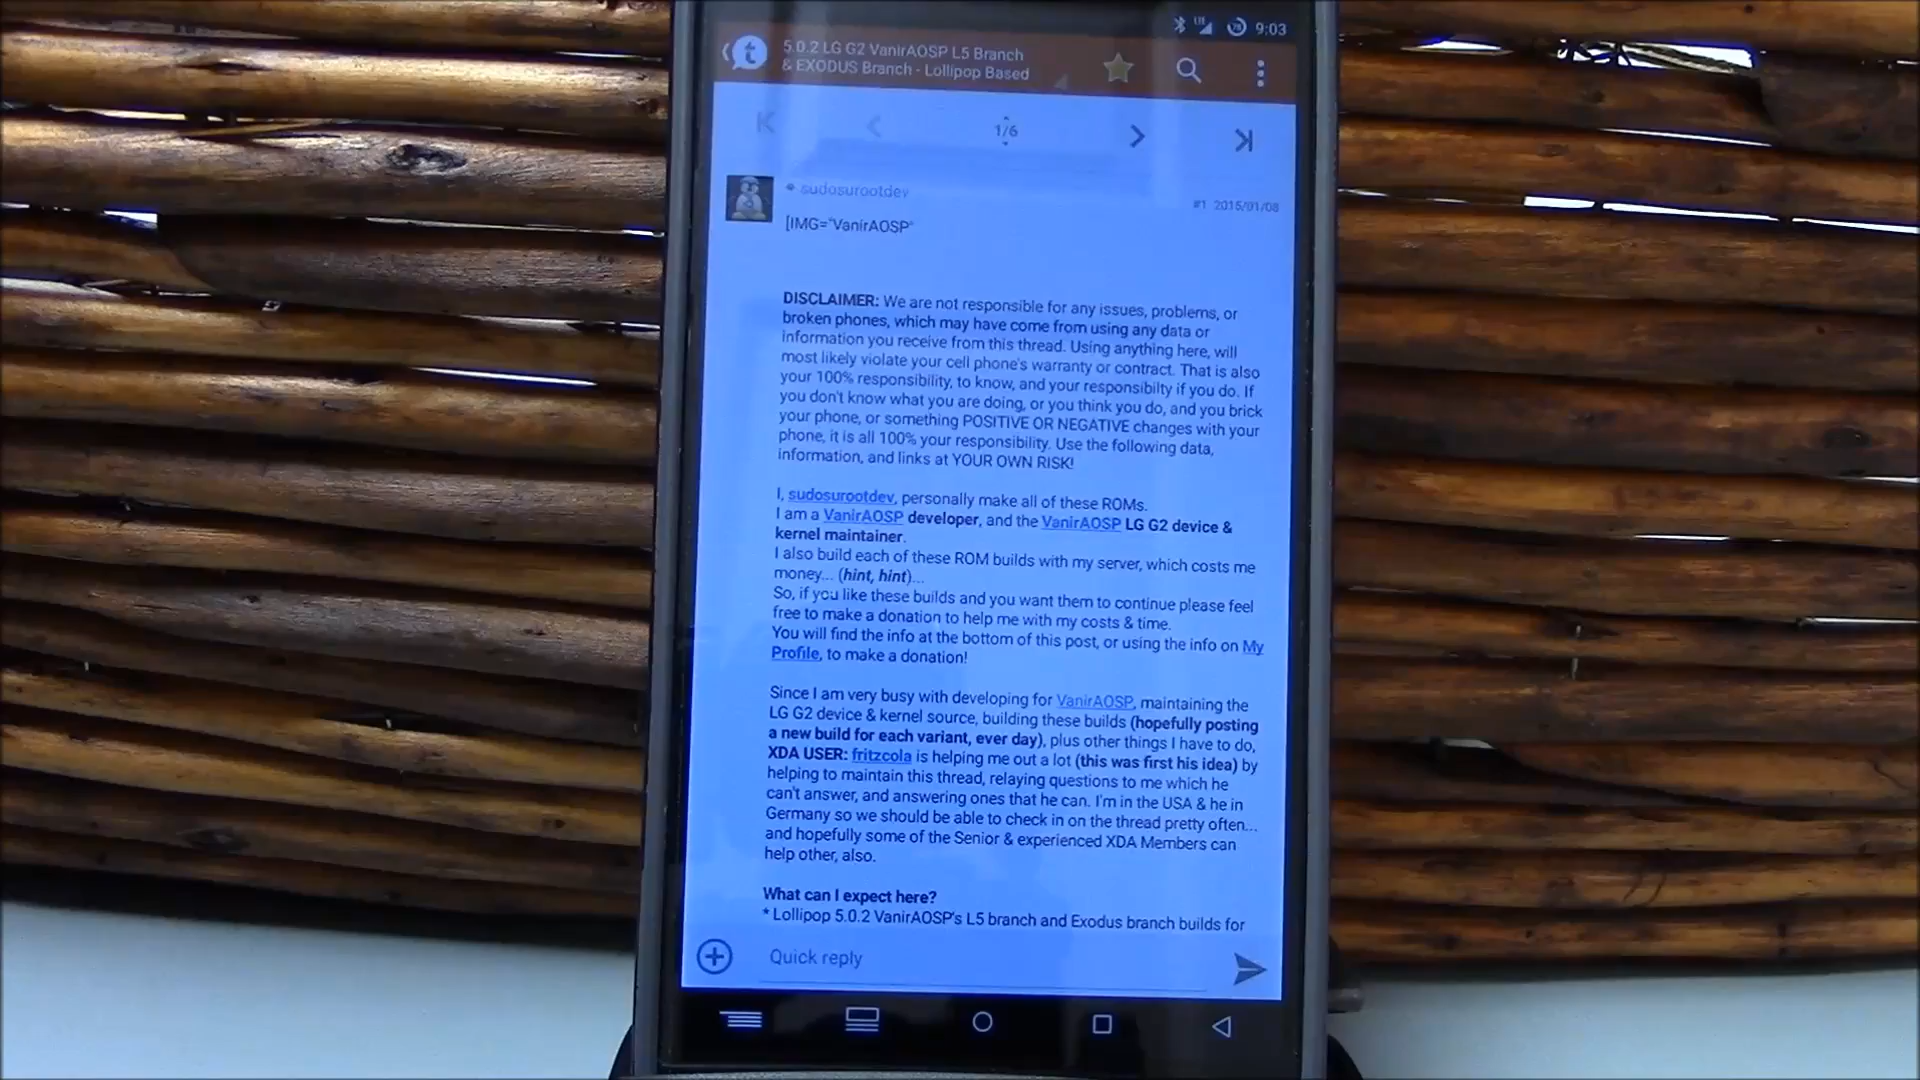 9:03
5.0.2 LG G2 VanirAOSP L5 Branch
& EXODUS Branch - Lollipop Based
1/6
sudosurootdev
#1 2015/01/08
[IMG="VanirAOSP"
DISCLAIMER: We are not responsible for any issues, problems, or
broken phones, which may have come from using any data or
information you receive from this thread. Using anything here, will
most likely violate your cell phone's warranty or contract. That is also
your 100% responsibility, to know, and your responsibilty if you do. If
you don't know what you are doing, or you think you do, and you brick
your phone, or something POSITIVE OR NEGATIVE changes with your
phone, it is all 100% your responsibility. Use the following data,
information, and links at YOUR OWN RISK!
I, sudosurootdev, personally make all of these ROMs.
I am a VanirAOSP developer, and the VanirAOSP LG G2 device &
kernel maintainer.
I also build each of these ROM builds with my server, which costs me
money... (hint, hint)...
So, if you like these builds and you want them to continue please feel
free to make a donation to help me with my costs & time.
You will find the info at the bottom of this post, or using the info on My
Profile, to make a donation!
Since I am very busy with developing for VanirAOSP, maintaining the
LG G2 device & kernel source, building these builds (hopefully posting
a new build for each variant, ever day), plus other things I have to do,
XDA USER: fritzcola is helping me out a lot (this was first his idea) by
helping to maintain this thread, relaying questions to me which he
can't answer, and answering ones that he can. I'm in the USA & he in
Germany so we should be able to check in on the thread pretty often...
and hopefully some of the Senior & experienced XDA Members can
help other, also.
What can I expect here?
* Lollipop 5.0.2 VanirAOSP's L5 branch and Exodus branch builds for
Quick reply